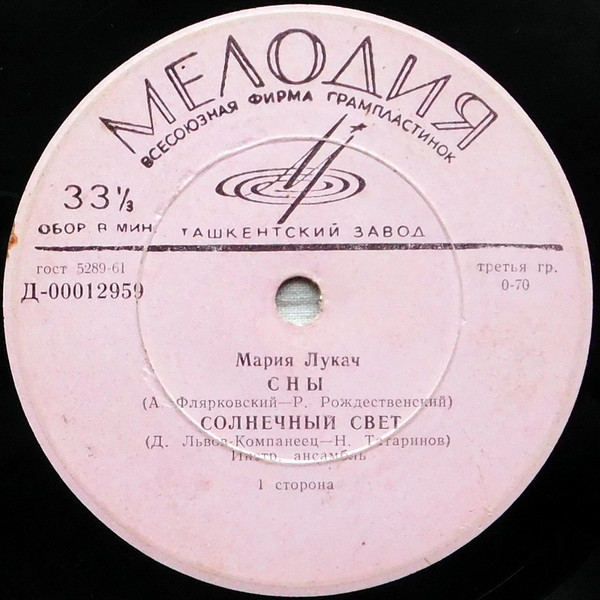 МЕЛОДИЯ
ВСЕСОЮЗНАЯ ФИРМА ГРАМПЛАСТИНОК
33⅓
ОБОР В МИН. ТАШКЕНТСКИЙ ЗАВОД
ГОСТ 5289-61
третья гр.
Д-00012959
0-70
Мария Лукач
СНЫ
(А. Флярковский—Р. Рождественский)
СОЛНЕЧНЫЙ СВЕТ
(Д. Львов-Компанеец—Н. Татаринов)
Инстр. ансамбль
1 сторона